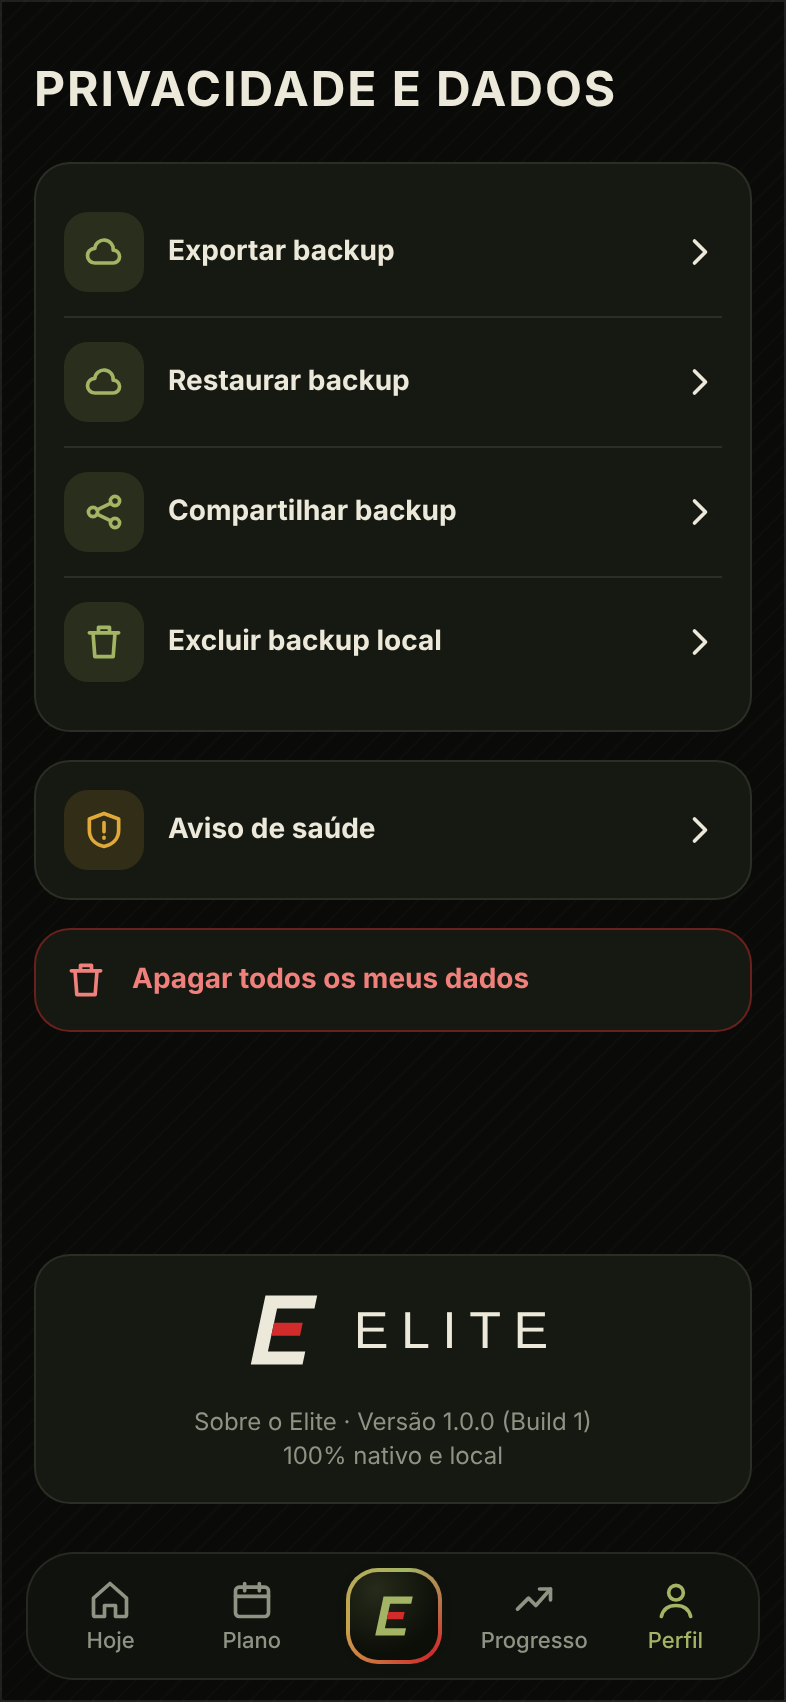 PRIVACIDADE E DADOS
Exportar backup
Restaurar backup
Compartilhar backup
Excluir backup local
Aviso de saúde
Apagar todos os meus dados
E ELITE
Sobre o Elite · Versão 1.0.0 (Build 1)
100% nativo e local
Hoje
Plano
E
Progresso
Perfil